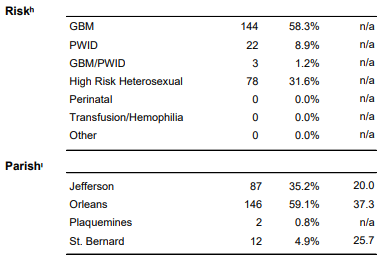 Riskʰ
GBM 144 58.3% n/a
PWID 22 8.9% n/a
GBM/PWID 3 1.2% n/a
High Risk Heterosexual 78 31.6% n/a
Perinatal 0 0.0% n/a
Transfusion/Hemophilia 0 0.0% n/a
Other 0 0.0% n/a
Parishⁱ
Jefferson 87 35.2% 20.0
Orleans 146 59.1% 37.3
Plaquemines 2 0.8% n/a
St. Bernard 12 4.9% 25.7